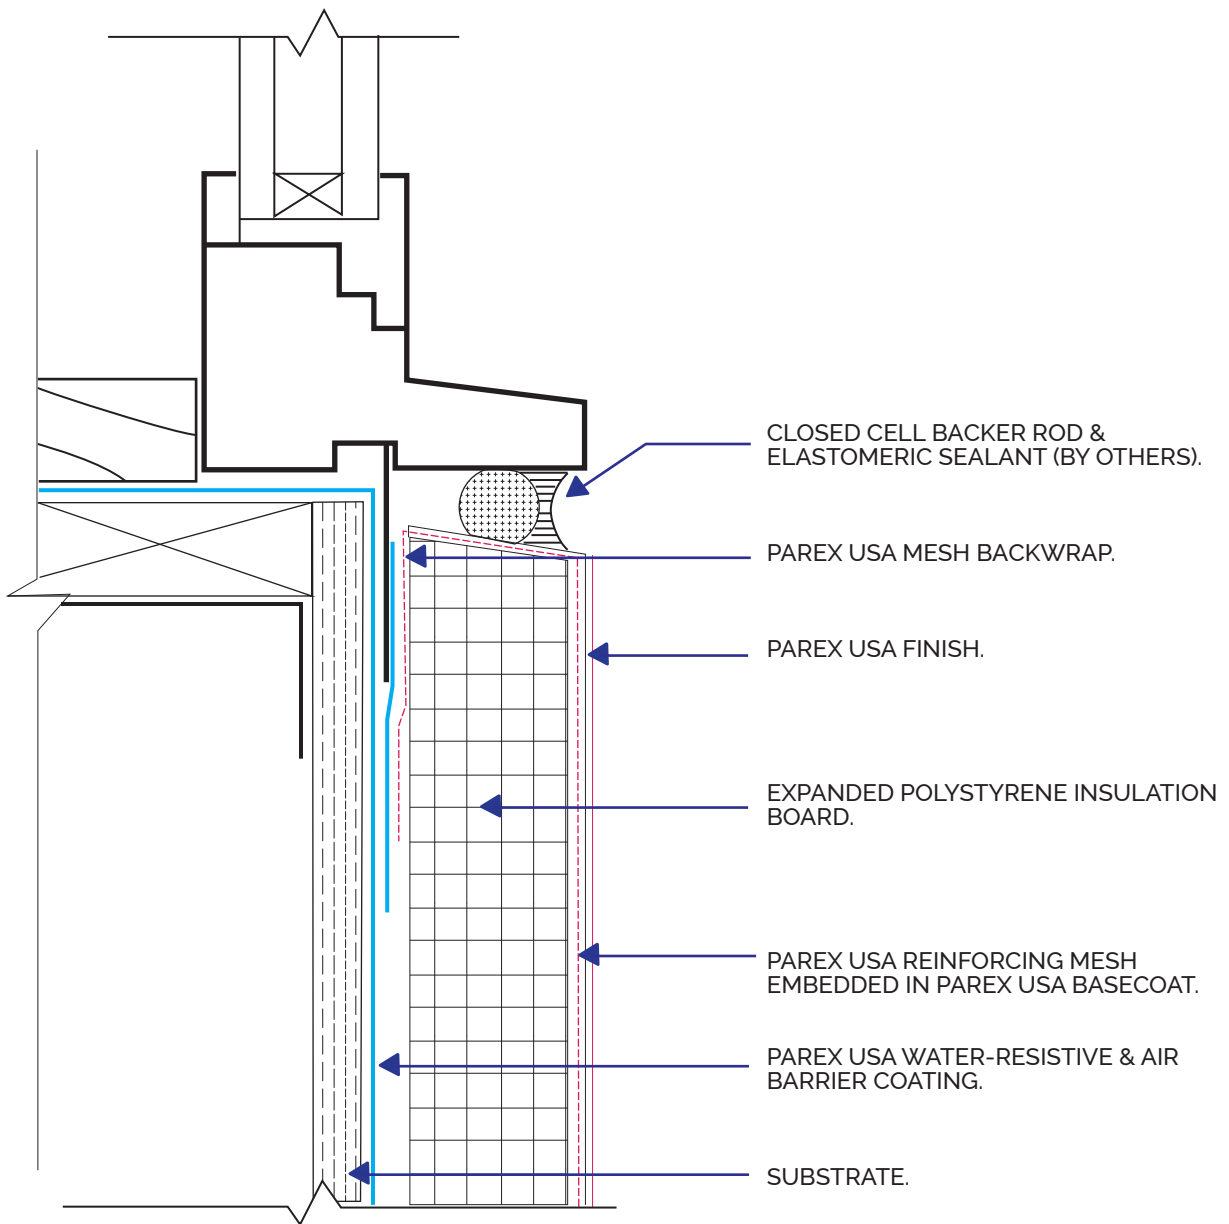 CLOSED CELL BACKER ROD &
ELASTOMERIC SEALANT (BY OTHERS).
PAREX USA MESH BACKWRAP.
PAREX USA FINISH.
EXPANDED POLYSTYRENE INSULATION
BOARD.
PAREX USA REINFORCING MESH
EMBEDDED IN PAREX USA BASECOAT.
PAREX USA WATER-RESISTIVE & AIR
BARRIER COATING.
SUBSTRATE.